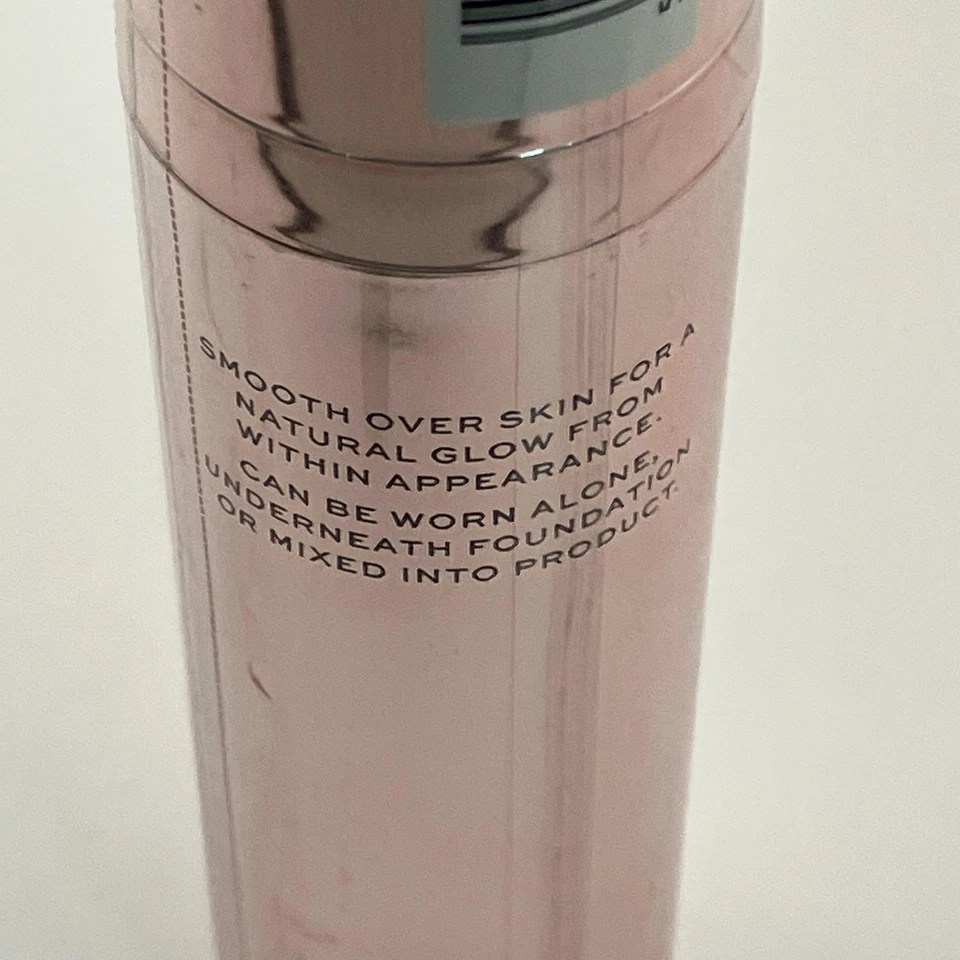 SMOOTH OVER SKIN FOR A
NATURAL GLOW FROM
WITHIN APPEARANCE.
CAN BE WORN ALONE,
UNDERNEATH FOUNDATION
OR MIXED INTO PRODUCT.